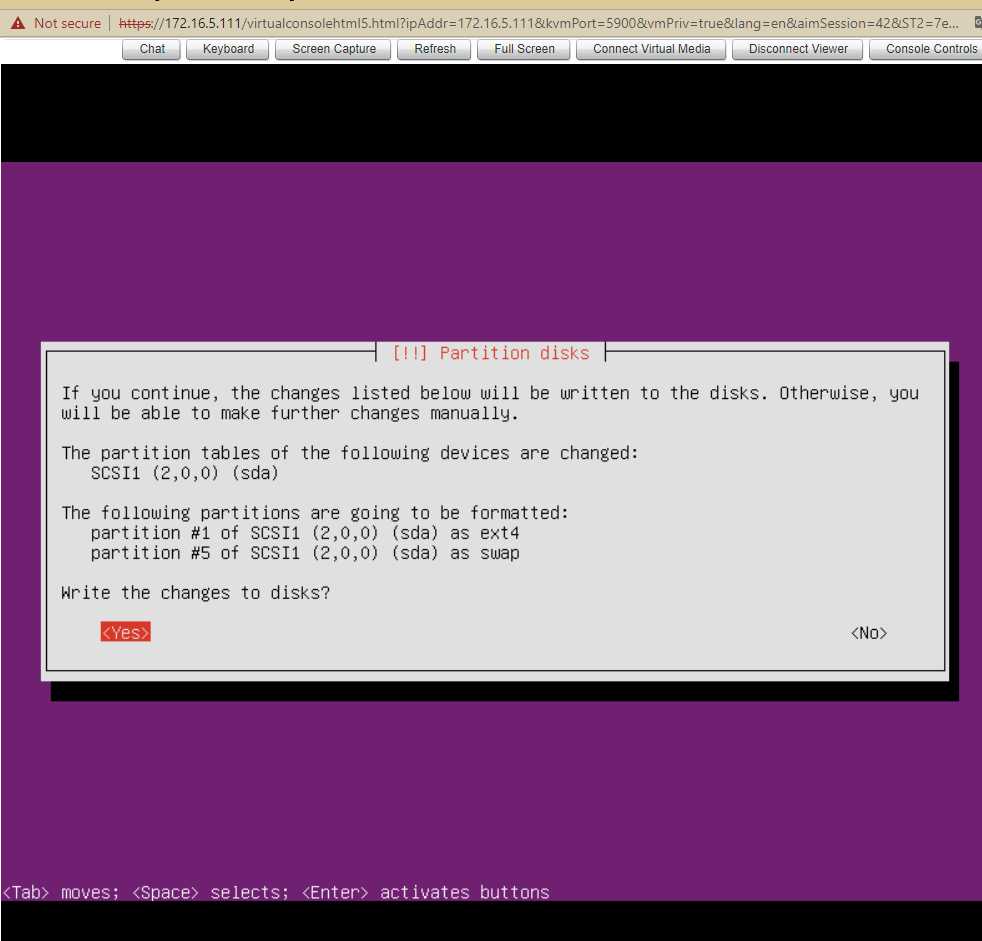 Not secure | https://172.16.5.111/virtualconsolehtml5.html?ipAddr=172.16.5.111&kvmPort=5900&vmPriv=true&lang=en&aimSession=42&ST2=7e...
Chat Keyboard Screen Capture Refresh Full Screen Connect Virtual Media Disconnect Viewer Console Controls
[!!] Partition disks
If you continue, the changes listed below will be written to the disks. Otherwise, you
will be able to make further changes manually.
The partition tables of the following devices are changed:
SCSI1 (2,0,0) (sda)
The following partitions are going to be formatted:
partition #1 of SCSI1 (2,0,0) (sda) as ext4
partition #5 of SCSI1 (2,0,0) (sda) as swap
Write the changes to disks?
<Yes> <No>
<Tab> moves; <Space> selects; <Enter> activates buttons